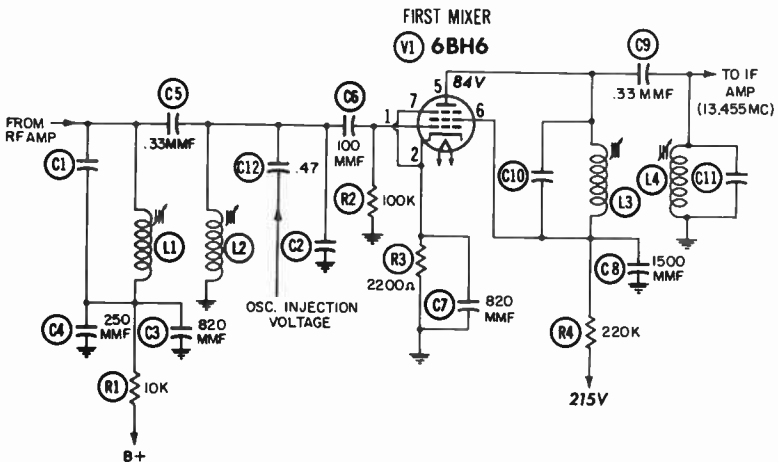 FIRST MIXER
V1 6BH6
C9
.33 MMF
TO IF
AMP
(13.455MC)
C5
.33MMF
C6
100
MMF
7
5
84V
1
6
2
FROM
RF AMP
C1
C12 .47
R2
100K
C10
L3
L4
C11
L1
L2
C2
R3
2200Ω
C7
820
MMF
C8
1500
MMF
OSC. INJECTION
VOLTAGE
C4
250
MMF
C3
820
MMF
R4
220K
R1
10K
215V
B+